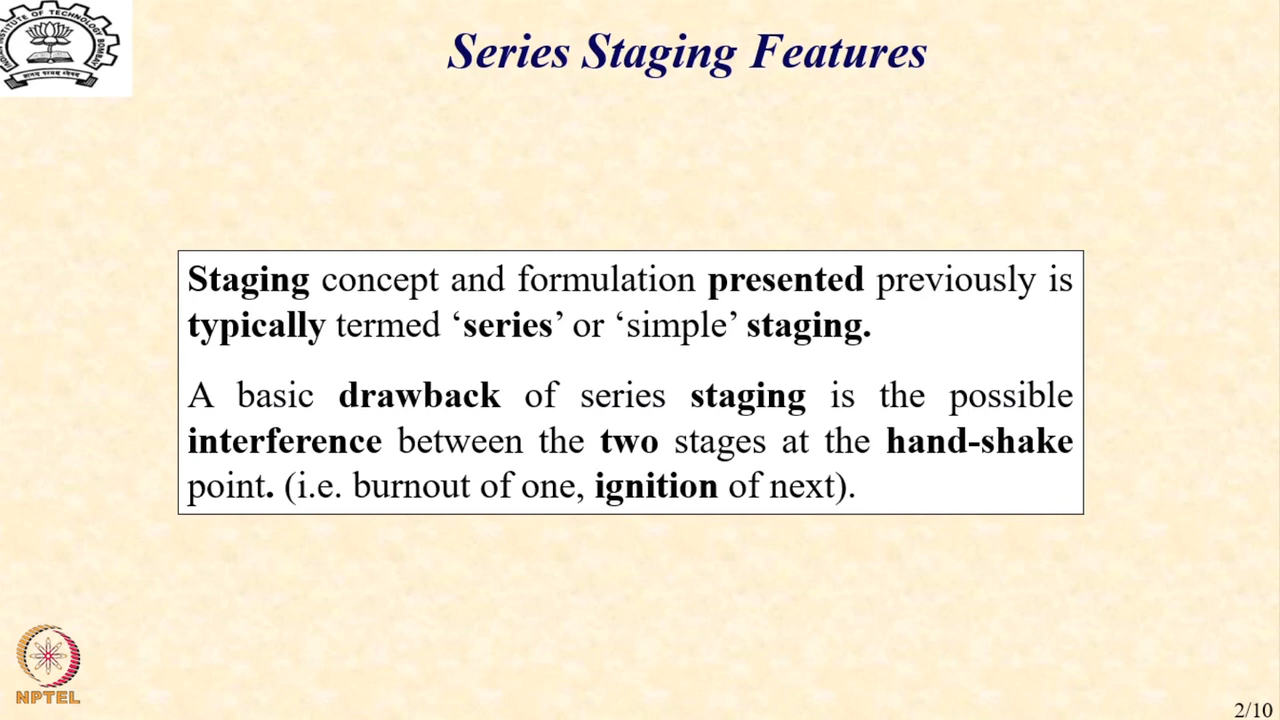 Series Staging Features
Staging concept and formulation presented previously is
typically termed ‘series’ or ‘simple’ staging.
A basic drawback of series staging is the possible
interference between the two stages at the hand-shake
point. (i.e. burnout of one, ignition of next).
NPTEL
2/10